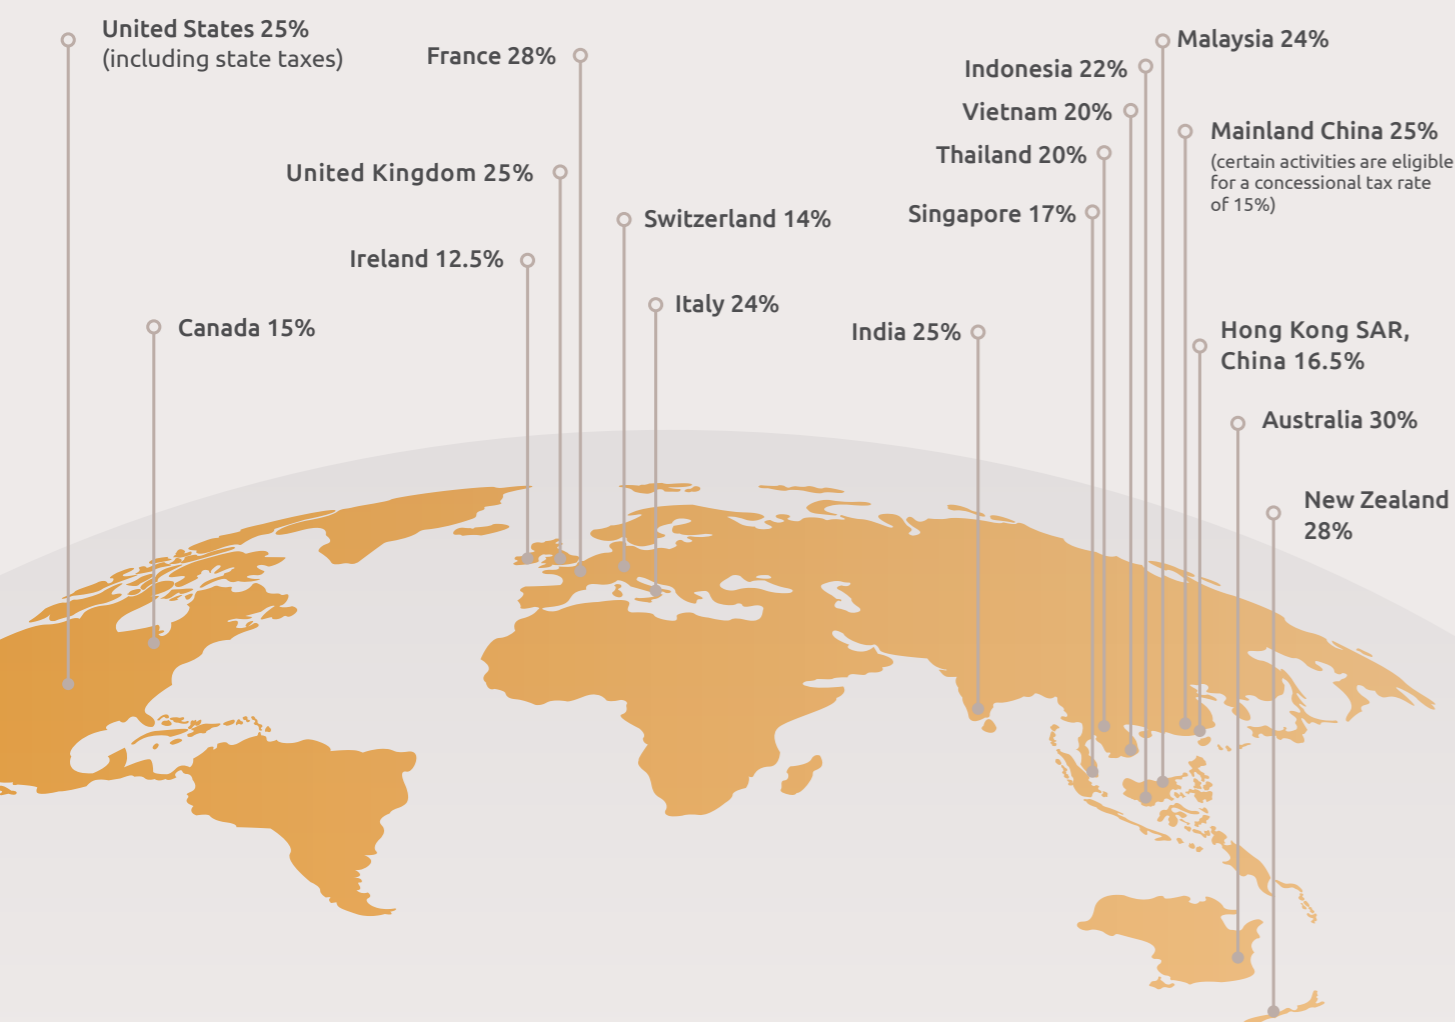 United States 25%
(including state taxes)
France 28%
Malaysia 24%
Indonesia 22%
Vietnam 20%
Mainland China 25%
(certain activities are eligible
for a concessional tax rate
of 15%)
Thailand 20%
United Kingdom 25%
Switzerland 14%
Singapore 17%
Ireland 12.5%
Italy 24%
Canada 15%
India 25%
Hong Kong SAR,
China 16.5%
Australia 30%
New Zealand
28%